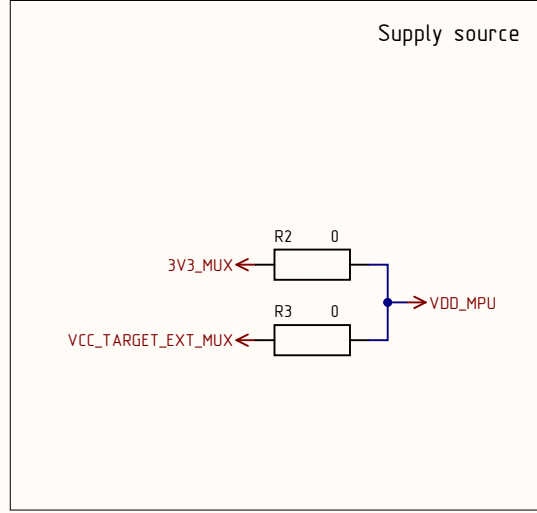 Supply source
R2 0
3V3_MUX
VDD_MPU
R3 0
VCC_TARGET_EXT_MUX